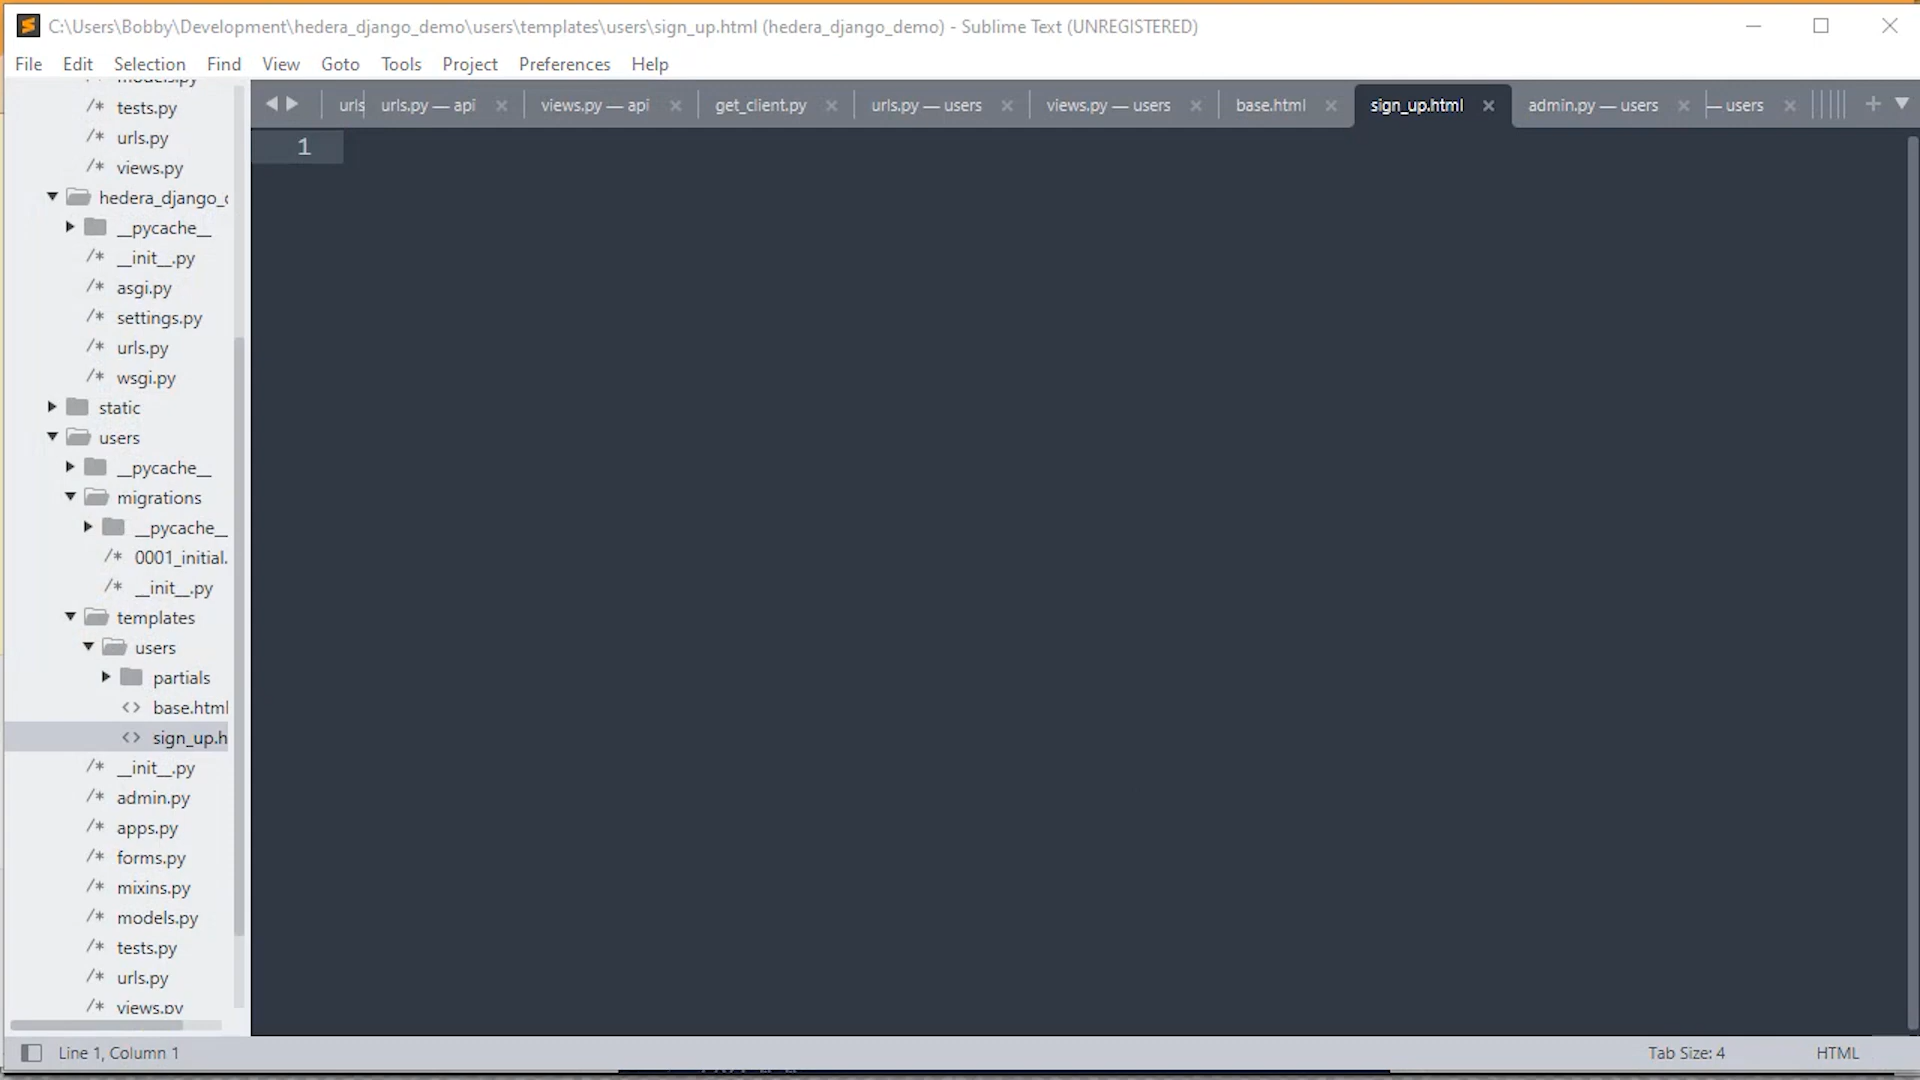 C:\Users\Bobby\Development\hedera_django_demo\users\templates\users\sign_up.html (hedera_django_demo) - Sublime Text (UNREGISTERED)
File Edit Selection Find View Goto Tools Project Preferences Help
urls urls.py — api views.py — api get_client.py urls.py — users views.py — users base.html sign_up.html admin.py — users — users
1
models.py
/* tests.py
/* urls.py
/* views.py
hedera_django_
__pycache__
/* __init__.py
/* asgi.py
/* settings.py
/* urls.py
/* wsgi.py
static
users
__pycache__
migrations
__pycache__
/* 0001_initial.
/* __init__.py
templates
users
partials
<> base.html
<> sign_up.h
/* __init__.py
/* admin.py
/* apps.py
/* forms.py
/* mixins.py
/* models.py
/* tests.py
/* urls.py
/* views.py
Line 1, Column 1 Tab Size: 4 HTML